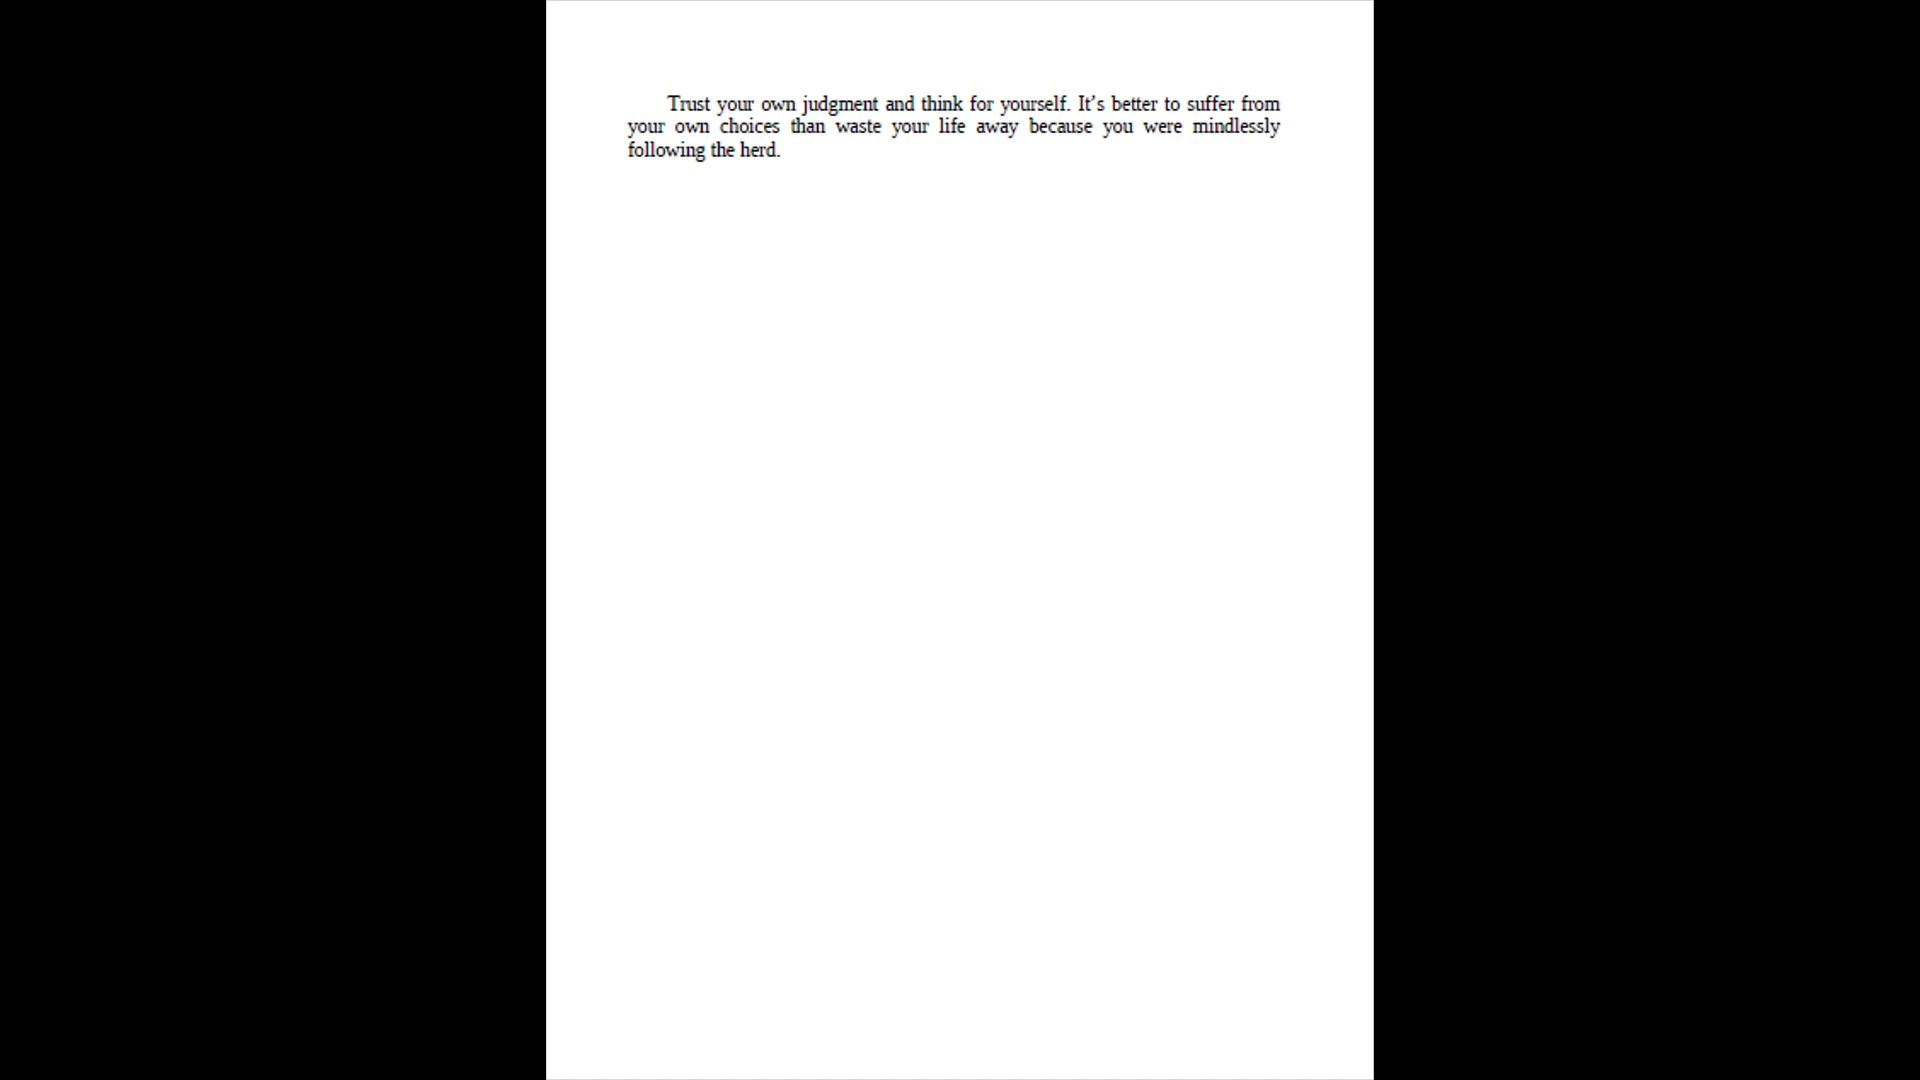 Trust your own judgment and think for yourself. It’s better to suffer from
your own choices than waste your life away because you were mindlessly
following the herd.